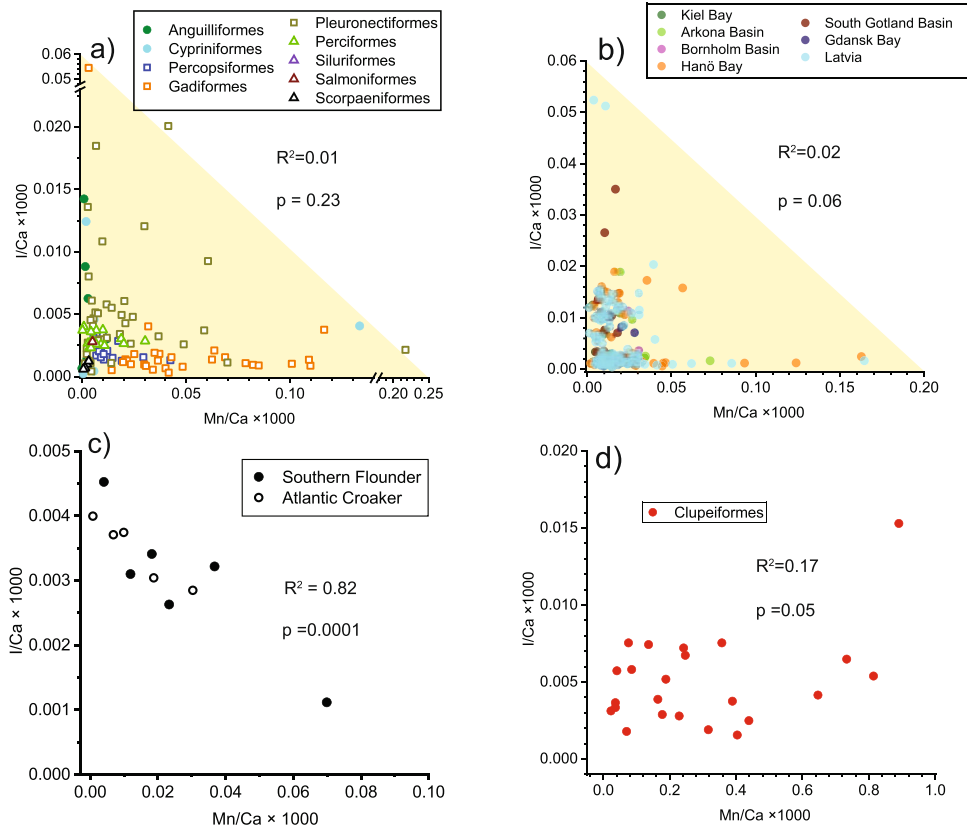 a)
Anguilliformes
Cypriniformes
Percopsiformes
Gadiformes
Pleuronectiformes
Perciformes
Siluriformes
Salmoniformes
Scorpaeniformes
0.06
0.05
0.020
0.015
0.010
0.005
0.000
I/Ca ×1000
R²=0.01
p = 0.23
0.00
0.05
0.10
0.20
0.25
Mn/Ca ×1000
b)
Kiel Bay
Arkona Basin
Bornholm Basin
Hanö Bay
South Gotland Basin
Gdansk Bay
Latvia
0.06
0.05
0.04
0.03
0.02
0.01
0.00
I/Ca ×1000
R²=0.02
p = 0.06
0.00
0.05
0.10
0.15
0.20
Mn/Ca ×1000
c)
Southern Flounder
Atlantic Croaker
0.005
0.004
0.003
0.002
0.001
0.000
I/Ca × 1000
R² = 0.82
p =0.0001
0.00
0.02
0.04
0.06
0.08
0.10
Mn/Ca × 1000
d)
Clupeiformes
0.020
0.015
0.010
0.005
0.000
I/Ca ×1000
R²=0.17
p =0.05
0.0
0.2
0.4
0.6
0.8
1.0
Mn/Ca ×1000